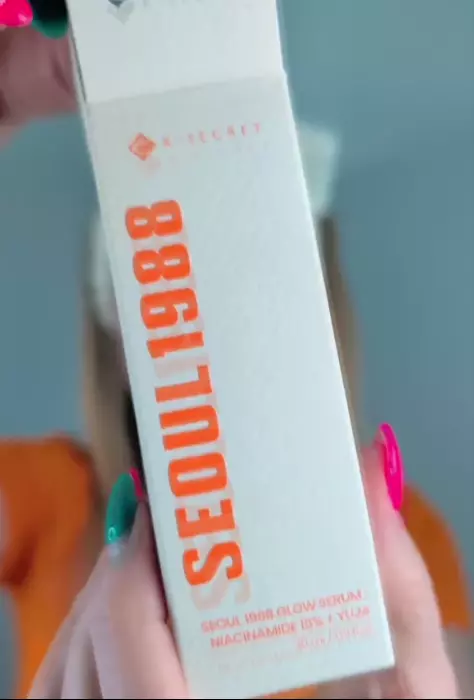 K-SECRET
SEOUL1988
SEOUL 1988 GLOW SERUM:
NIACINAMIDE 15% + YUJA